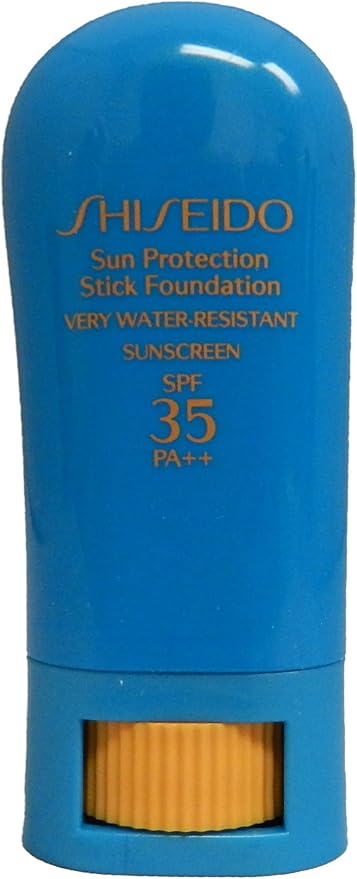 SHISEIDO
Sun Protection
Stick Foundation
VERY WATER-RESISTANT
SUNSCREEN
SPF
35
PA++